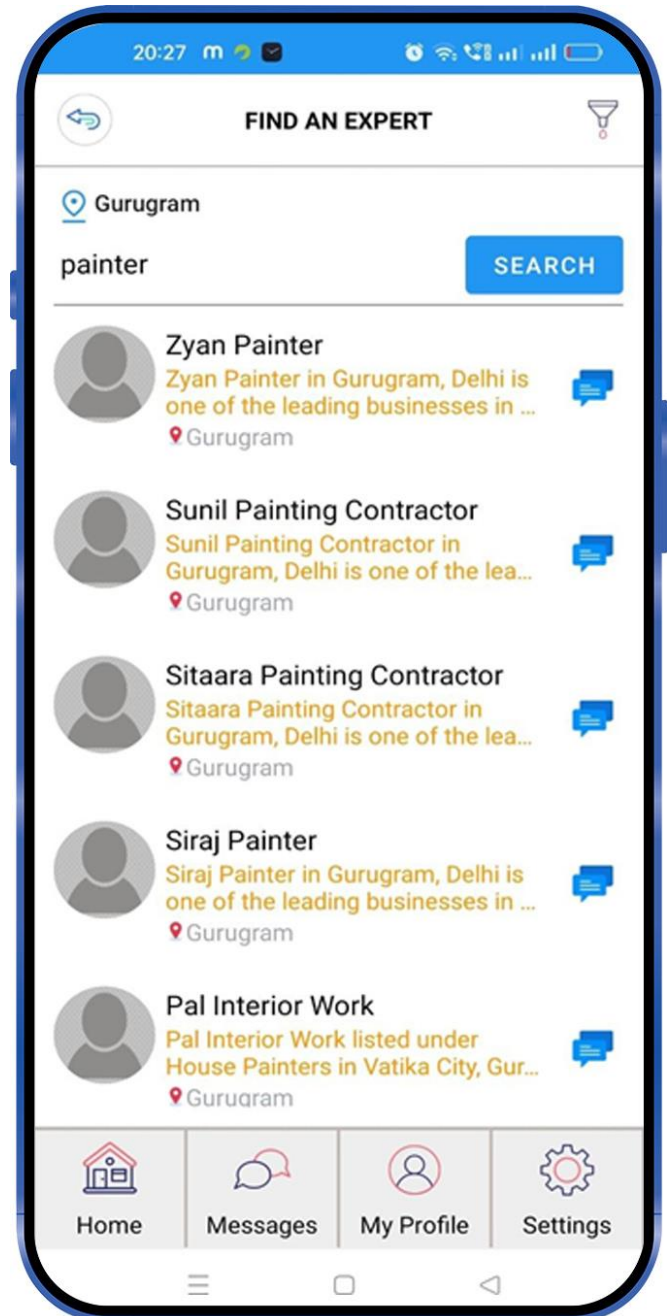 20:27 m
FIND AN EXPERT
Gurugram
painter
SEARCH
Zyan Painter
Zyan Painter in Gurugram, Delhi is
one of the leading businesses in ...
Gurugram
Sunil Painting Contractor
Sunil Painting Contractor in
Gurugram, Delhi is one of the lea...
Gurugram
Sitaara Painting Contractor
Sitaara Painting Contractor in
Gurugram, Delhi is one of the lea...
Gurugram
Siraj Painter
Siraj Painter in Gurugram, Delhi is
one of the leading businesses in ...
Gurugram
Pal Interior Work
Pal Interior Work listed under
House Painters in Vatika City, Gur...
Gurugram
Home Messages My Profile Settings